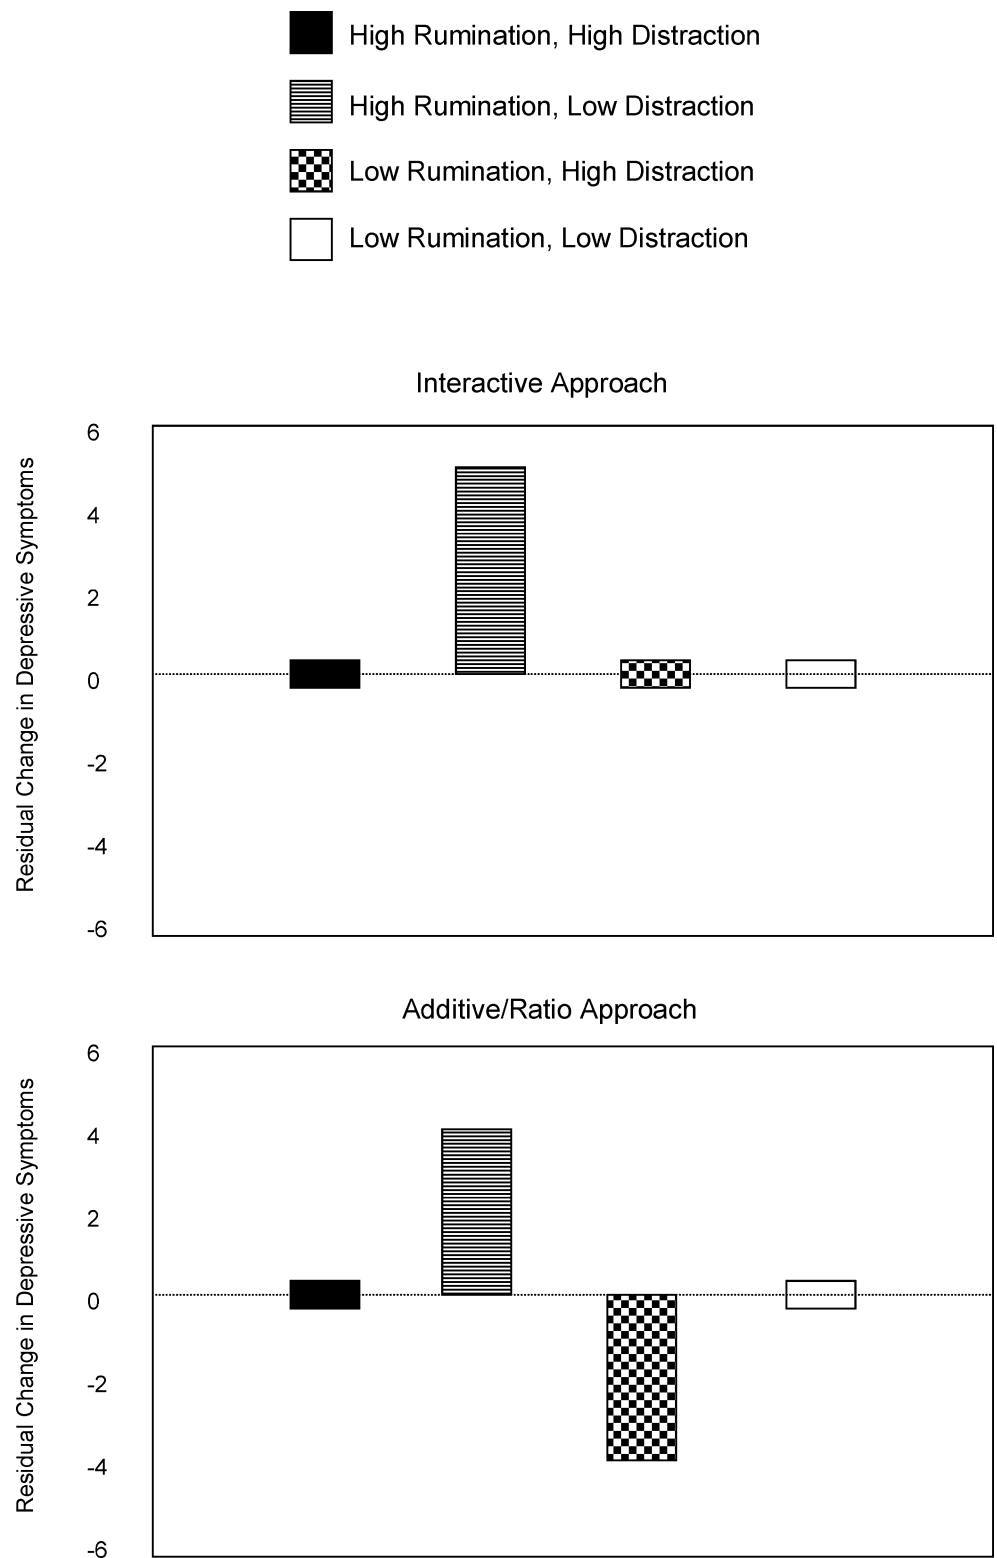 High Rumination, High Distraction
High Rumination, Low Distraction
Low Rumination, High Distraction
Low Rumination, Low Distraction
Interactive Approach
Residual Change in Depressive Symptoms
6
4
2
0
-2
-4
-6
Additive/Ratio Approach
Residual Change in Depressive Symptoms
6
4
2
0
-2
-4
-6